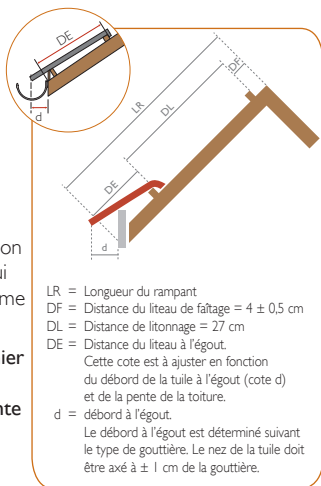 DE
d
LR
DL
DF
DE
d
on
ui
me
ier
nte
LR = Longueur du rampant
DF = Distance du liteau de faîtage = 4 ± 0,5 cm
DL = Distance de litonnage = 27 cm
DE = Distance du liteau à l'égout.
Cette cote est à ajuster en fonction
du débord de la tuile à l'égout (cote d)
et de la pente de la toiture.
d = débord à l'égout.
Le débord à l'égout est déterminé suivant
le type de gouttière. Le nez de la tuile doit
être axé à ± 1 cm de la gouttière.